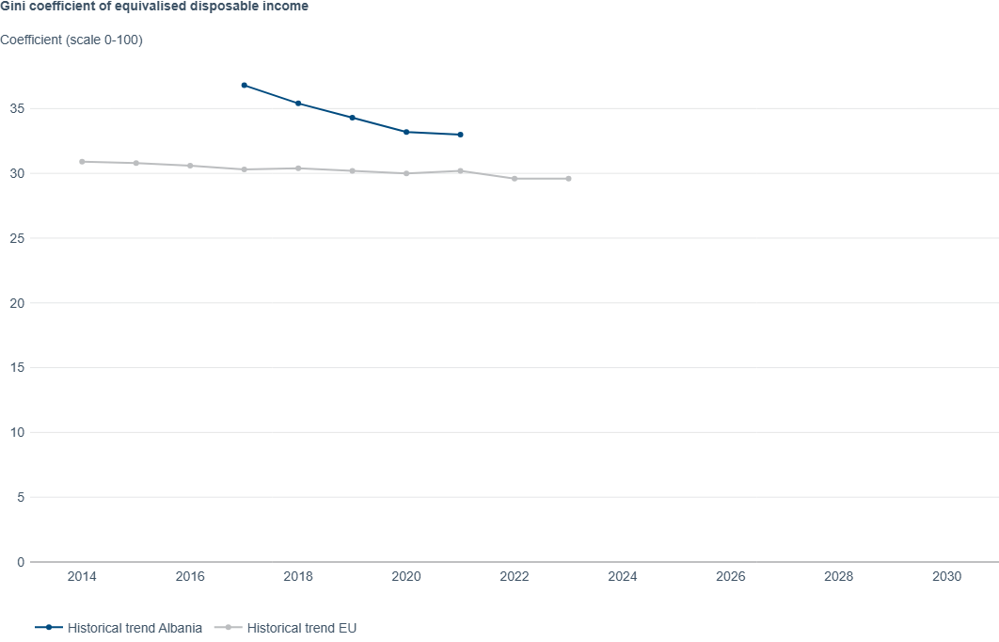 Gini coefficient of equivalised disposable income
Coefficient (scale 0-100)
35
30
25
20
15
10
5
0
2014 2016 2018 2020 2022 2024 2026 2028 2030
Historical trend Albania Historical trend EU